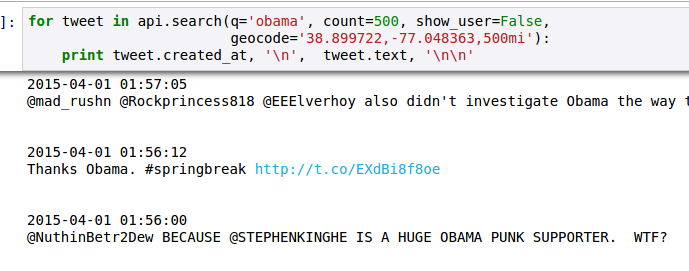 ]: for tweet in api.search(q='obama', count=500, show_user=False,
geocode='38.899722,-77.048363,500mi'):
print tweet.created_at, '\n', tweet.text, '\n\n'
2015-04-01 01:57:05
@mad_rushn @Rockprincess818 @EEElverhoy also didn't investigate Obama the way
2015-04-01 01:56:12
Thanks Obama. #springbreak http://t.co/EXdBi8f8oe
2015-04-01 01:56:00
@NuthinBetr2Dew BECAUSE @STEPHENKINGHE IS A HUGE OBAMA PUNK SUPPORTER. WTF?